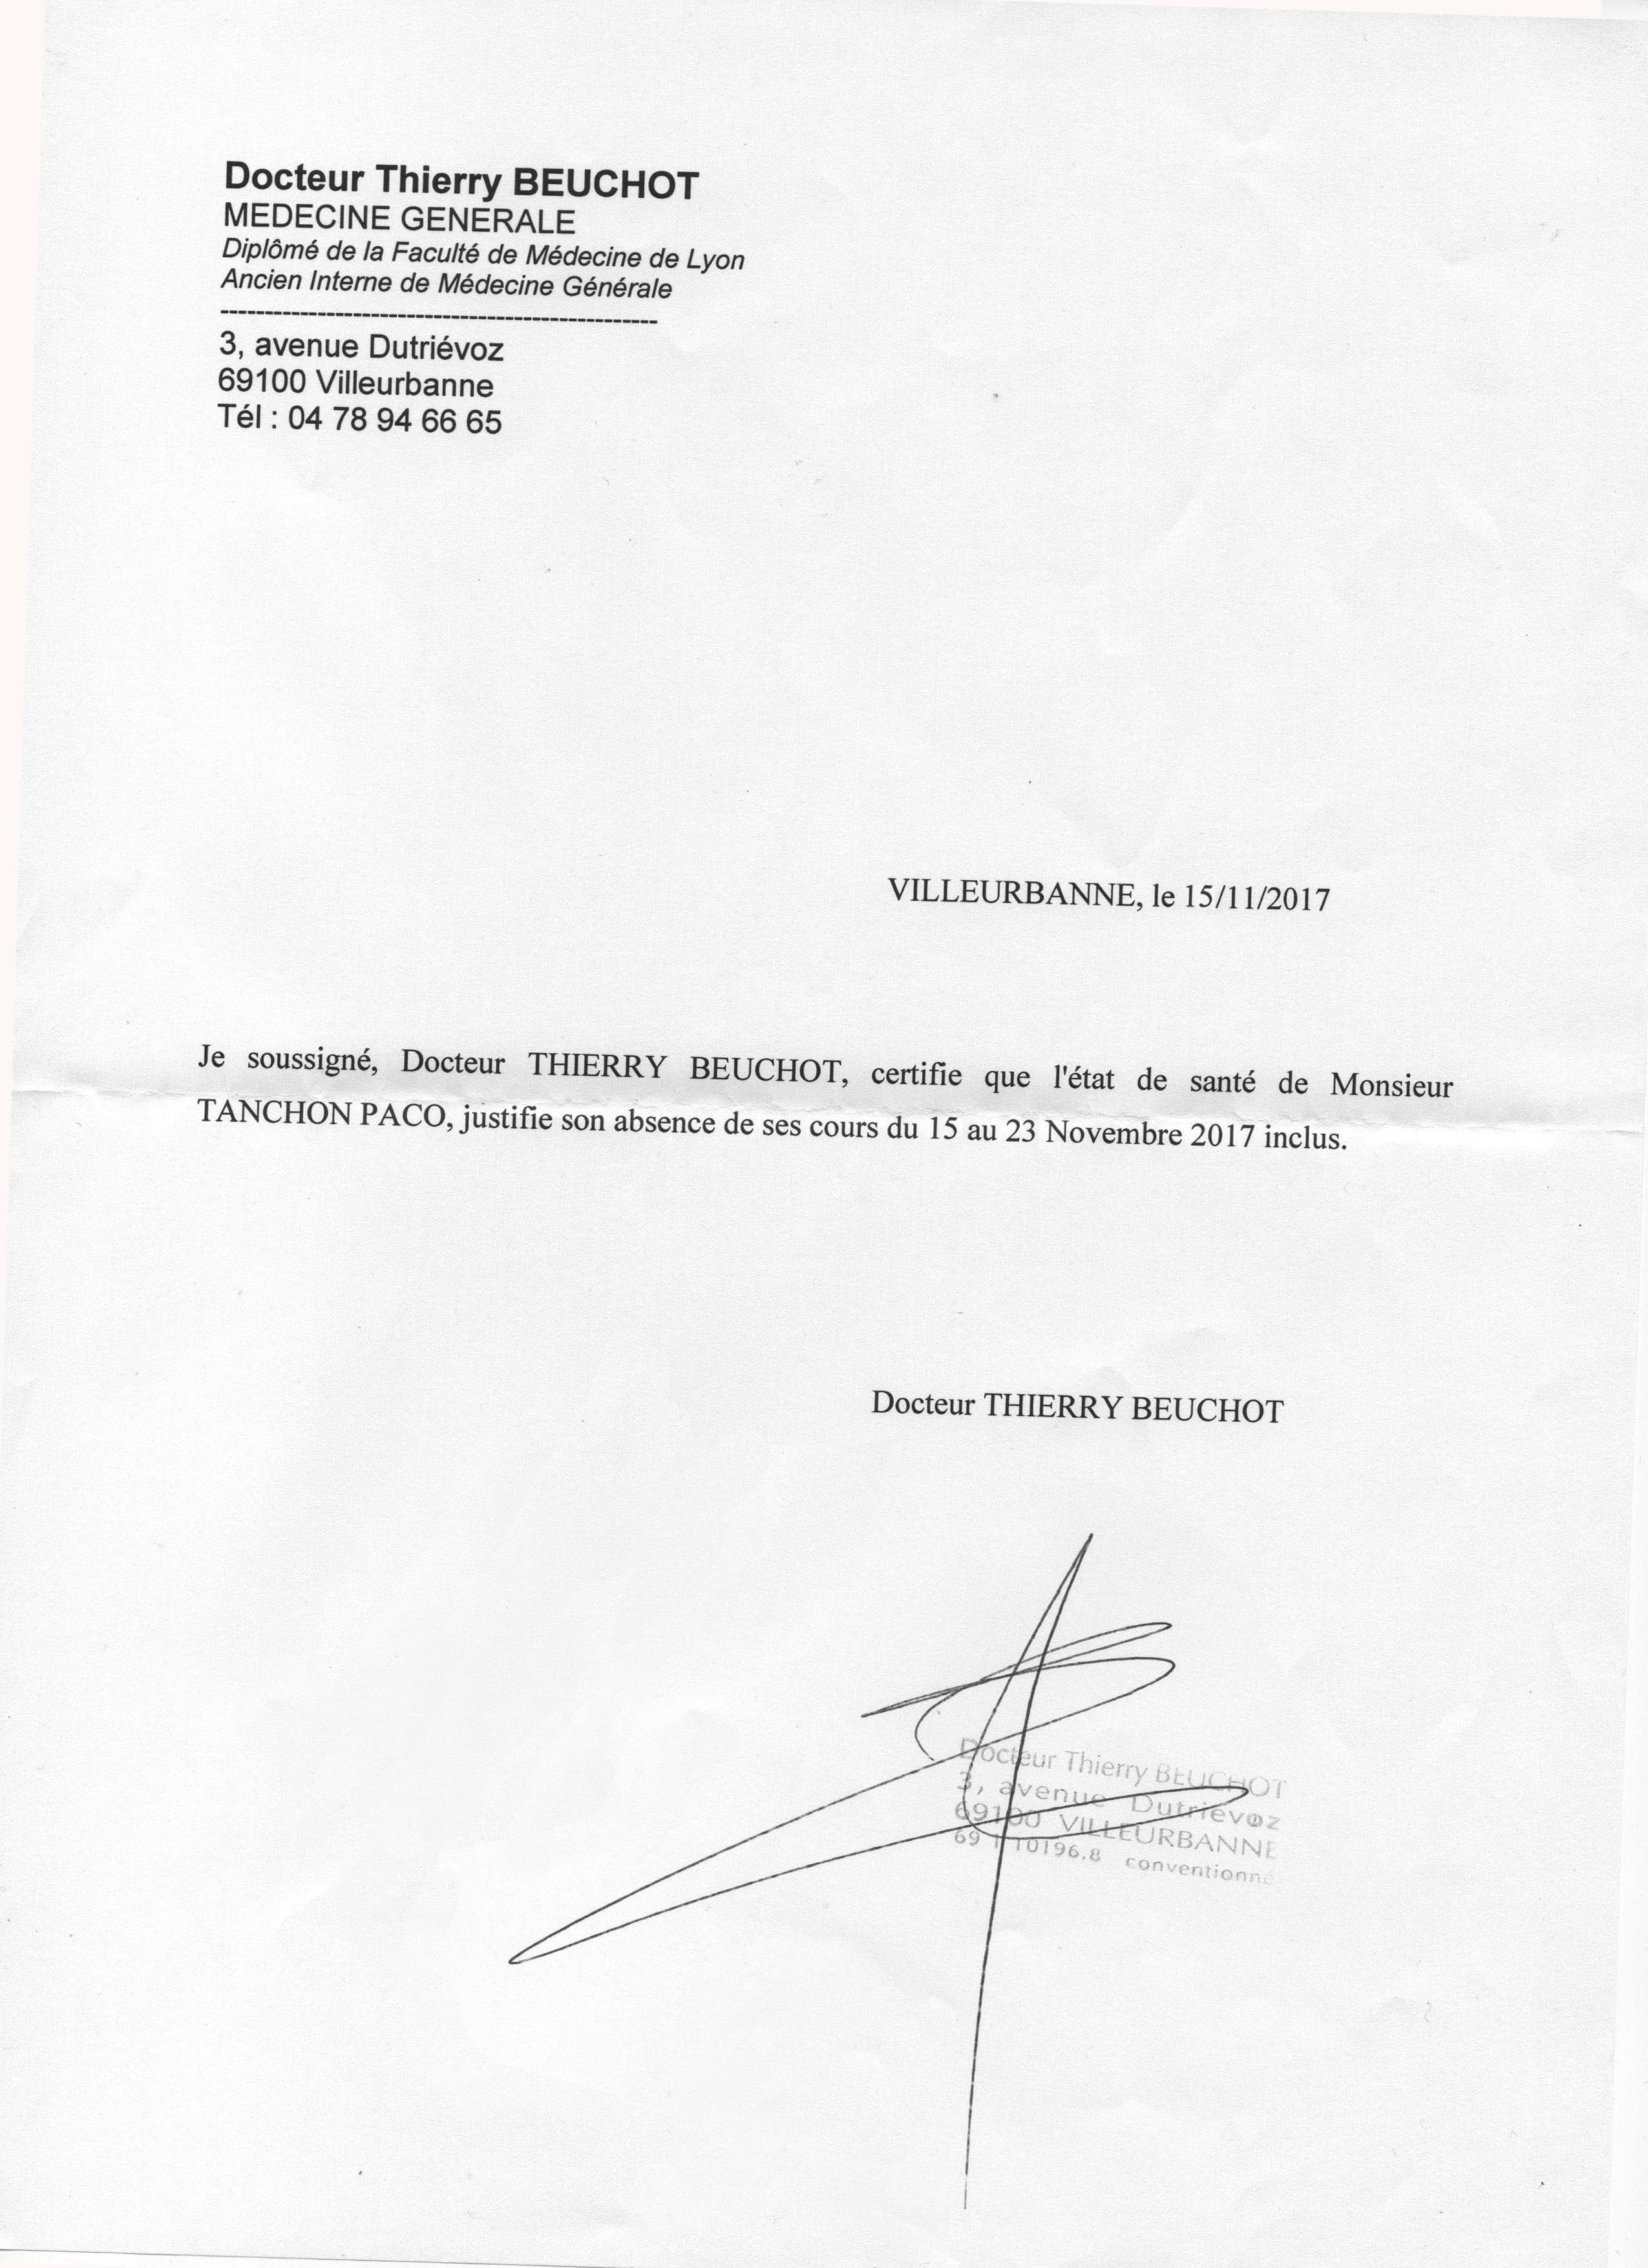 Docteur Thierry BEUCHOT
MEDECINE GENERALE
Diplômé de la Faculté de Médecine de Lyon
Ancien Interne de Médecine Générale
------------------------------------------------
3, avenue Dutriévoz
69100 Villeurbanne
Tél : 04 78 94 66 65
VILLEURBANNE, le 15/11/2017
Je soussigné, Docteur THIERRY BEUCHOT, certifie que l'état de santé de Monsieur
TANCHON PACO, justifie son absence de ses cours du 15 au 23 Novembre 2017 inclus.
Docteur THIERRY BEUCHOT
Docteur Thierry BEUCHOT
3, avenue Dutriévoz
69100 VILLEURBANNE
69 1 10196.8 conventionné